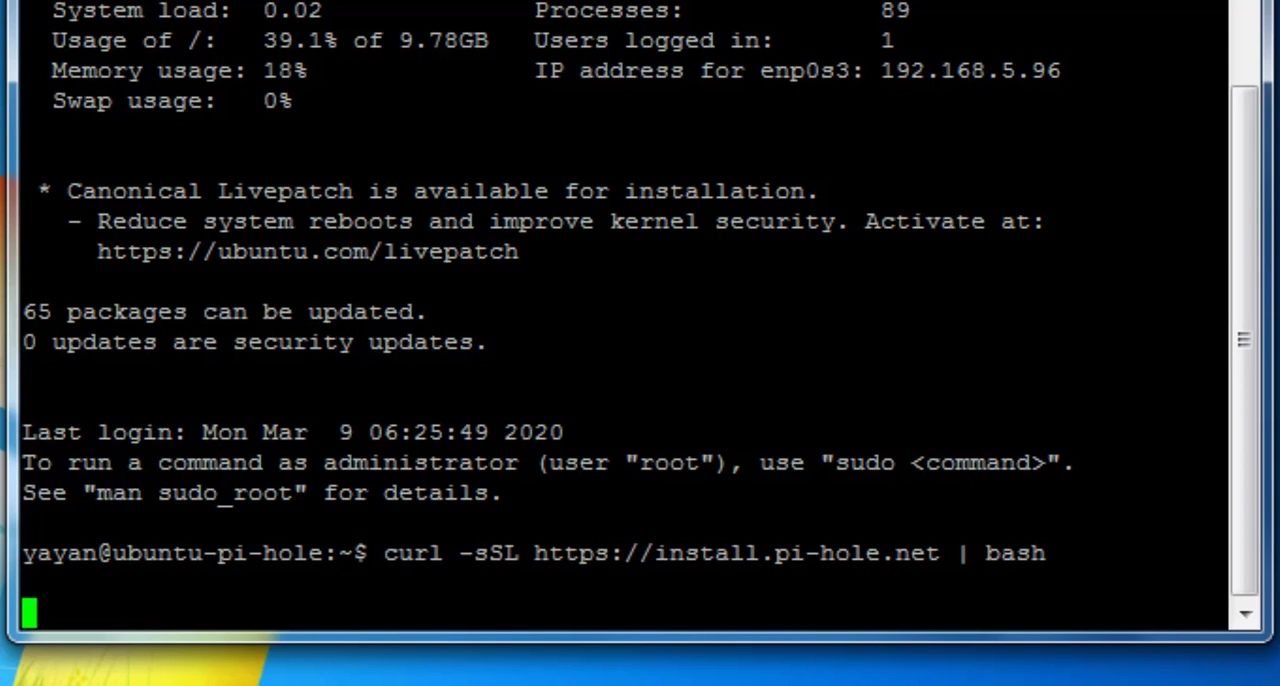 System load: 0.02 Processes: 89
Usage of /: 39.1% of 9.78GB Users logged in: 1
Memory usage: 18% IP address for enp0s3: 192.168.5.96
Swap usage: 0%
* Canonical Livepatch is available for installation.
- Reduce system reboots and improve kernel security. Activate at:
https://ubuntu.com/livepatch
65 packages can be updated.
0 updates are security updates.
Last login: Mon Mar 9 06:25:49 2020
To run a command as administrator (user "root"), use "sudo <command>".
See "man sudo_root" for details.
yayan@ubuntu-pi-hole:~$ curl -sSL https://install.pi-hole.net | bash